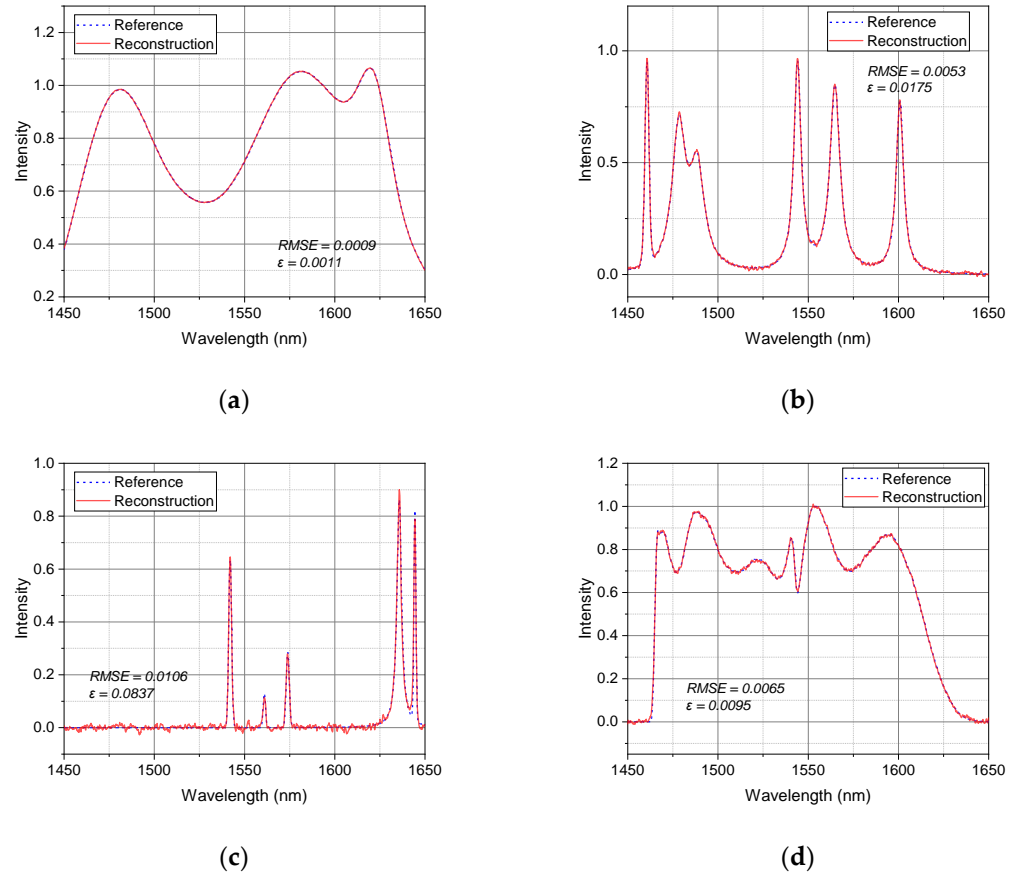 1.2
1.0
0.8
0.6
0.4
0.2
Intensity
Reference
Reconstruction
RMSE = 0.0009
ε = 0.0011
1450 1500 1550 1600 1650
Wavelength (nm)
(a)
1.0
0.5
0.0
Intensity
Reference
Reconstruction
RMSE = 0.0053
ε = 0.0175
1450 1500 1550 1600 1650
Wavelength (nm)
(b)
1.0
0.8
0.6
0.4
0.2
0.0
Intensity
Reference
Reconstruction
RMSE = 0.0106
ε = 0.0837
1450 1500 1550 1600 1650
Wavelength (nm)
(c)
1.2
1.0
0.8
0.6
0.4
0.2
0.0
Intensity
Reference
Reconstruction
RMSE = 0.0065
ε = 0.0095
1450 1500 1550 1600 1650
Wavelength (nm)
(d)